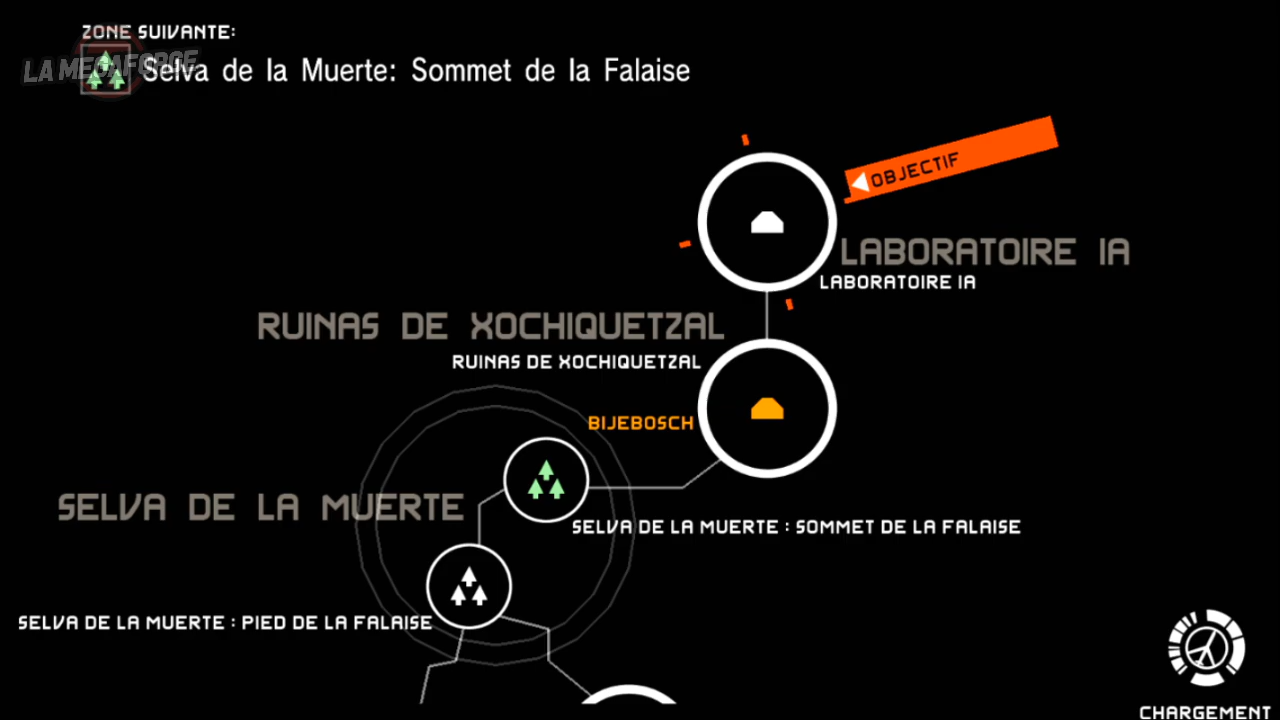 ZONE SUIVANTE:
LA MEGAFORGE
Selva de la Muerte: Sommet de la Falaise
OBJECTIF
LABORATOIRE IA
LABORATOIRE IA
RUINAS DE XOCHIQUETZAL
RUINAS DE XOCHIQUETZAL
BIJEBOSCH
SELVA DE LA MUERTE
SELVA DE LA MUERTE : SOMMET DE LA FALAISE
SELVA DE LA MUERTE : PIED DE LA FALAISE
CHARGEMENT